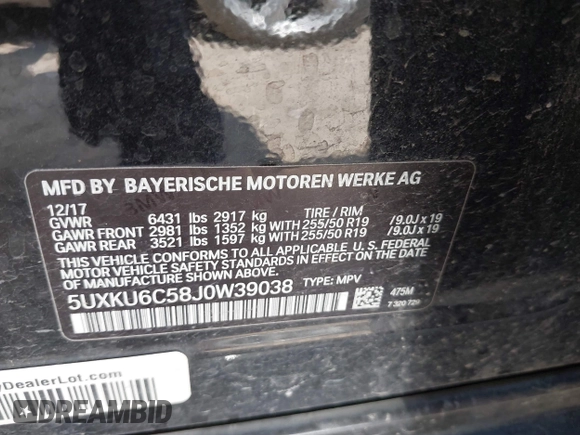 MFD BY BAYERISCHE MOTOREN WERKE AG
12/17
GVWR 6431 lbs 2917 kg TIRE / RIM
GAWR FRONT 2981 lbs 1352 kg WITH 255/50 R19 /9.0J x 19
GAWR REAR 3521 lbs 1597 kg WITH 255/50 R19 /9.0J x 19
THIS VEHICLE CONFORMS TO ALL APPLICABLE U.S. FEDERAL
MOTOR VEHICLE SAFETY STANDARDS IN EFFECT ON THE DATE
OF MANUFACTURE SHOWN ABOVE.
5UXKU6C58J0W39038 TYPE: MPV
475M
7 320 729
DealerLot.com
DREAMBID